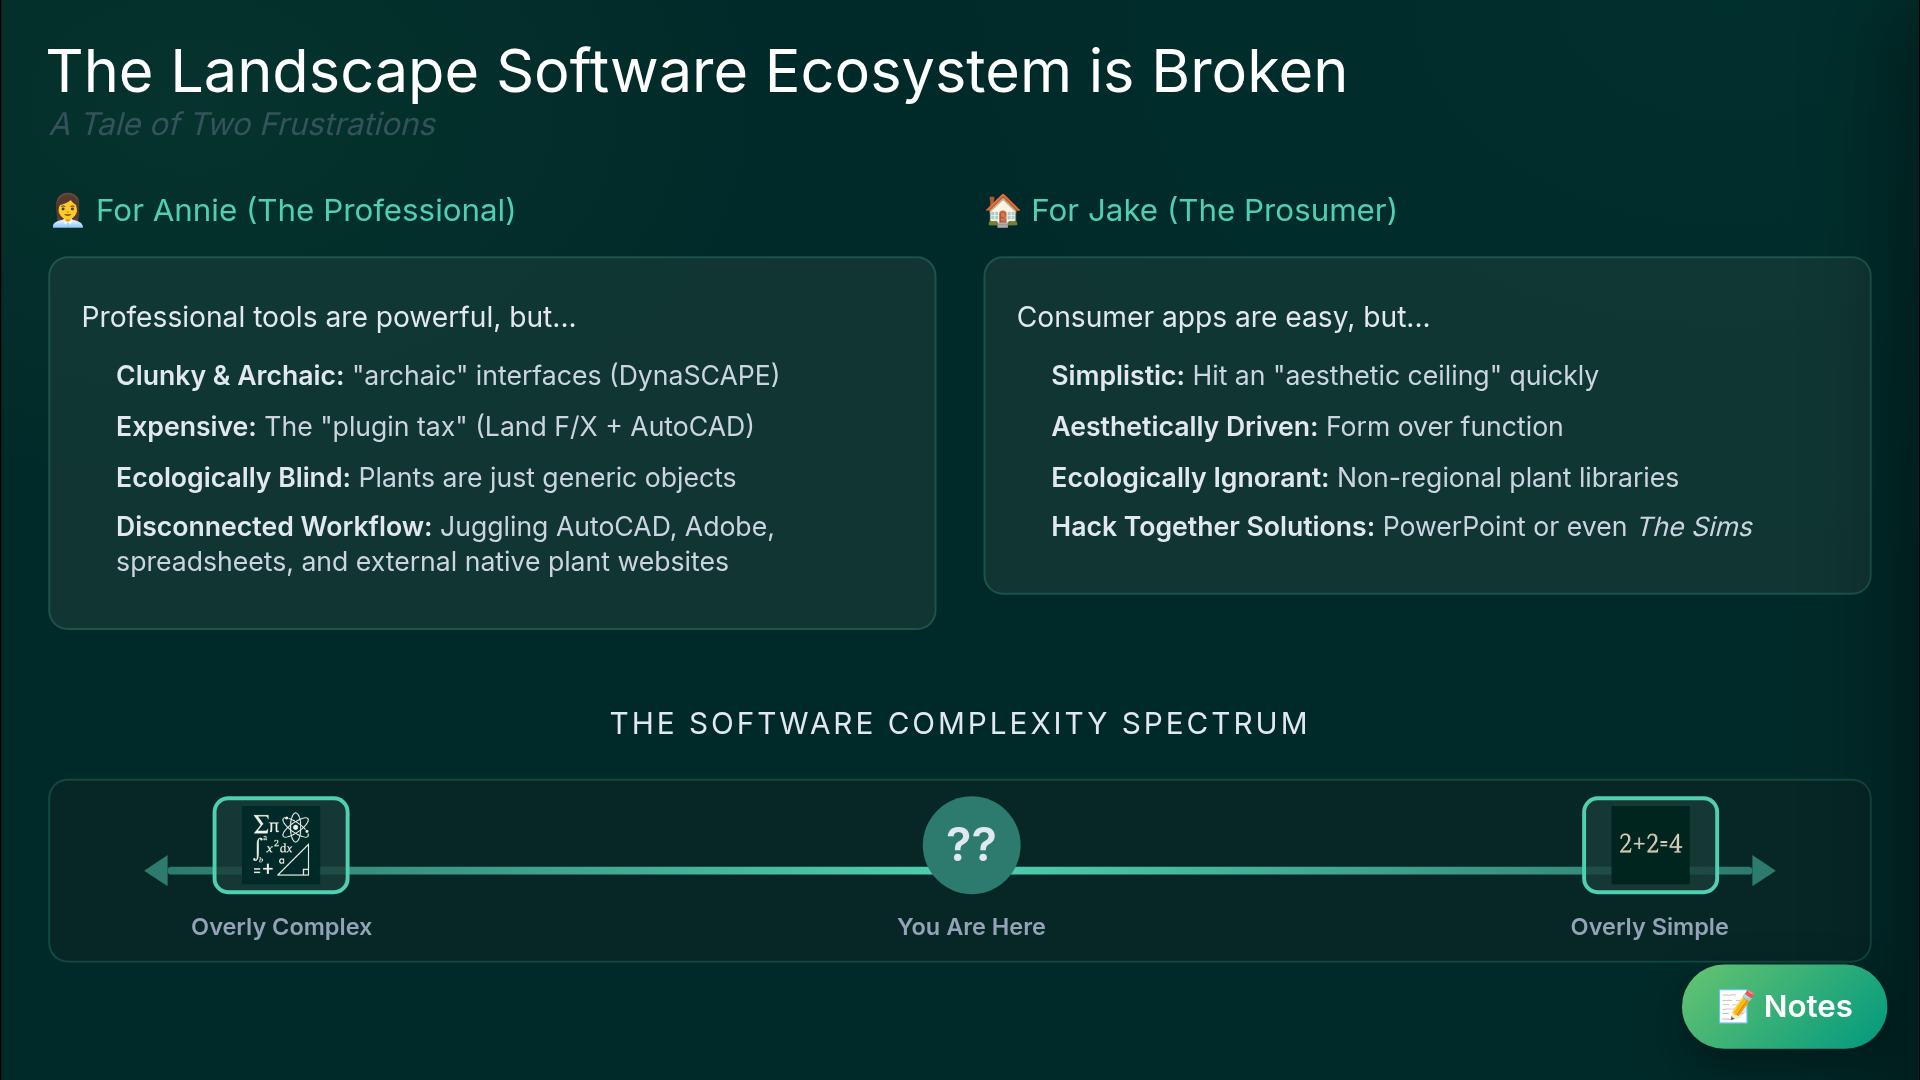 The Landscape Software Ecosystem is Broken
A Tale of Two Frustrations
For Annie (The Professional)
Professional tools are powerful, but...
Clunky & Archaic: "archaic" interfaces (DynaSCAPE)
Expensive: The "plugin tax" (Land F/X + AutoCAD)
Ecologically Blind: Plants are just generic objects
Disconnected Workflow: Juggling AutoCAD, Adobe,
spreadsheets, and external native plant websites
For Jake (The Prosumer)
Consumer apps are easy, but...
Simplistic: Hit an "aesthetic ceiling" quickly
Aesthetically Driven: Form over function
Ecologically Ignorant: Non-regional plant libraries
Hack Together Solutions: PowerPoint or even The Sims
THE SOFTWARE COMPLEXITY SPECTRUM
Σπ
∫ᵃᵦ x²dx
a
=+
Overly Complex
??
You Are Here
2+2=4
Overly Simple
Notes